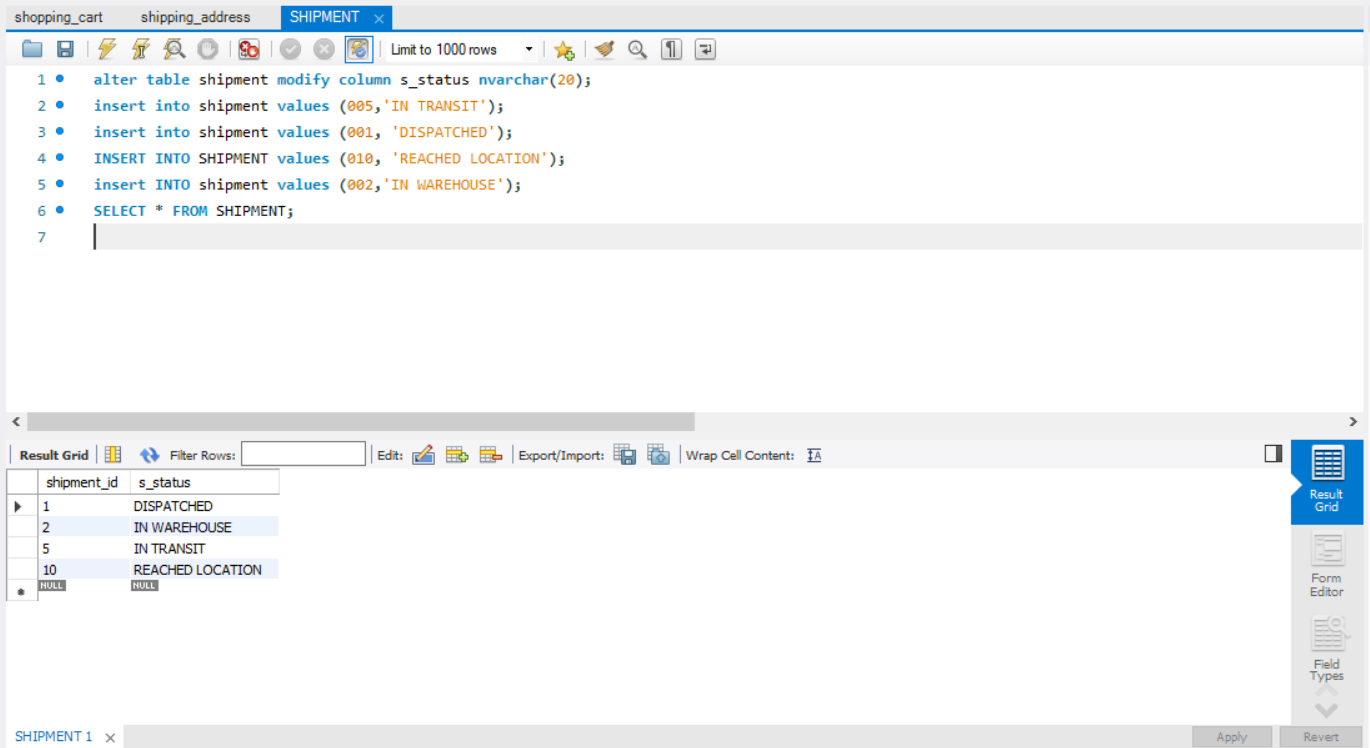 shopping_cart shipping_address SHIPMENT
Limit to 1000 rows
1 alter table shipment modify column s_status nvarchar(20);
2 insert into shipment values (005,'IN TRANSIT');
3 insert into shipment values (001, 'DISPATCHED');
4 INSERT INTO SHIPMENT values (010, 'REACHED LOCATION');
5 insert INTO shipment values (002,'IN WAREHOUSE');
6 SELECT * FROM SHIPMENT;
7
Result Grid Filter Rows: Edit: Export/Import: Wrap Cell Content: IA
shipment_id s_status
1 DISPATCHED
2 IN WAREHOUSE
5 IN TRANSIT
10 REACHED LOCATION
NULL NULL
Result
Grid
Form
Editor
Field
Types
SHIPMENT 1 Apply Revert